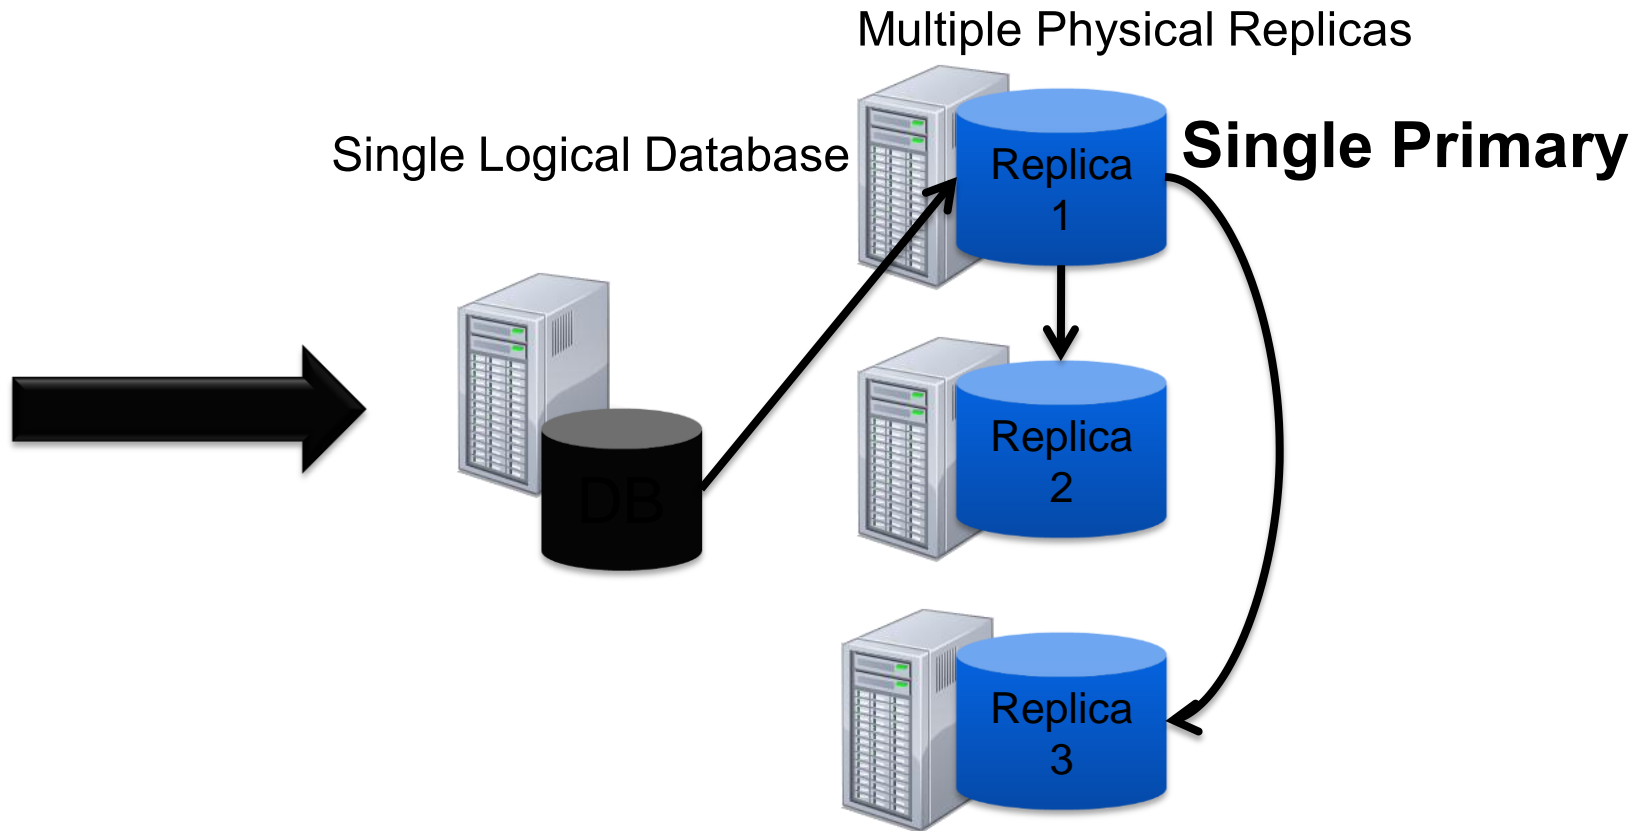 Multiple Physical Replicas
Single Logical Database
Single Primary
Replica
1
DB
Replica
2
Replica
3